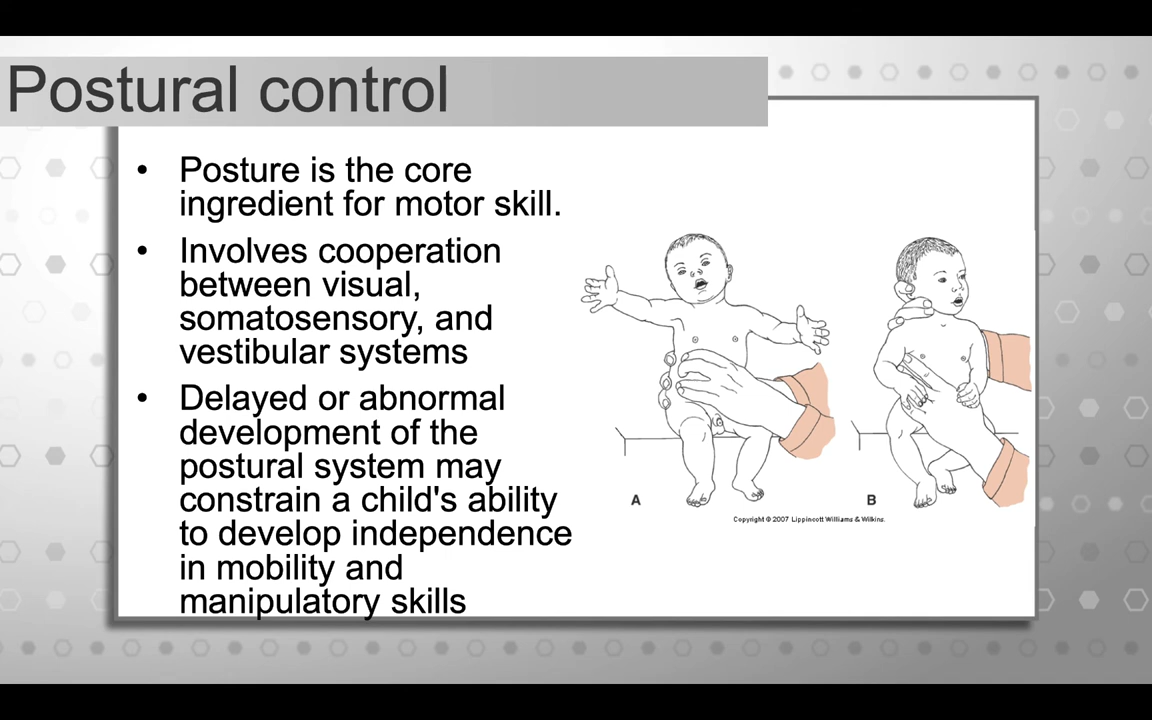 Postural control
• Posture is the core
ingredient for motor skill.
• Involves cooperation
between visual,
somatosensory, and
vestibular systems
• Delayed or abnormal
development of the
postural system may
constrain a child's ability
to develop independence
in mobility and
manipulatory skills
A
B
Copyright © 2007 Lippincott Williams & Wilkins.